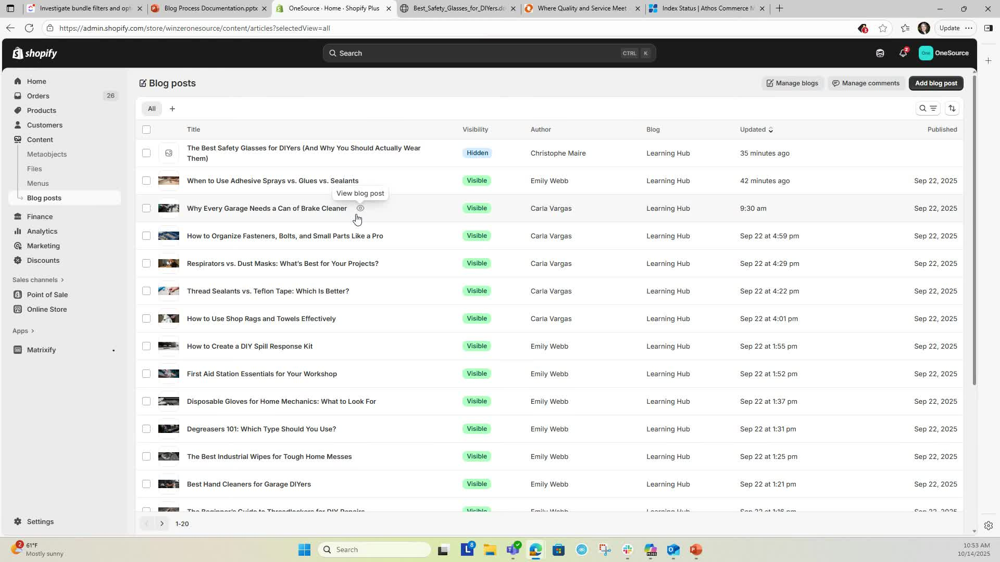 Investigate bundle filters and opt
Blog Process Documentation.pptx
OneSource · Home · Shopify Plus
Best_Safety_Glasses_for_DIYers.d
Where Quality and Service Meet
Index Status | Athos Commerce M
https://admin.shopify.com/store/winzeronesource/content/articles?selectedView=all
3
Update
shopify
Search
CTRL K
2
One
OneSource
Home
Orders 26
Products
Customers
Content
Metaobjects
Files
Menus
Blog posts
Finance
Analytics
Marketing
Discounts
Sales channels
Point of Sale
Online Store
Apps
Matrixify
Settings
Blog posts
Manage blogs
Manage comments
Add blog post
All
Title Visibility Author Blog Updated Published
The Best Safety Glasses for DIYers (And Why You Should Actually Wear
Them)
Hidden Christophe Maire Learning Hub 35 minutes ago
When to Use Adhesive Sprays vs. Glues vs. Sealants Visible Emily Webb Learning Hub 42 minutes ago Sep 22, 2025
View blog post
Why Every Garage Needs a Can of Brake Cleaner Visible Carla Vargas Learning Hub 9:30 am Sep 22, 2025
How to Organize Fasteners, Bolts, and Small Parts Like a Pro Visible Carla Vargas Learning Hub Sep 22 at 4:59 pm Sep 22, 2025
Respirators vs. Dust Masks: What's Best for Your Projects? Visible Carla Vargas Learning Hub Sep 22 at 4:29 pm Sep 22, 2025
Thread Sealants vs. Teflon Tape: Which Is Better? Visible Carla Vargas Learning Hub Sep 22 at 4:22 pm Sep 22, 2025
How to Use Shop Rags and Towels Effectively Visible Carla Vargas Learning Hub Sep 22 at 4:01 pm Sep 22, 2025
How to Create a DIY Spill Response Kit Visible Emily Webb Learning Hub Sep 22 at 1:55 pm Sep 22, 2025
First Aid Station Essentials for Your Workshop Visible Emily Webb Learning Hub Sep 22 at 1:52 pm Sep 22, 2025
Disposable Gloves for Home Mechanics: What to Look For Visible Emily Webb Learning Hub Sep 22 at 1:37 pm Sep 22, 2025
Degreasers 101: Which Type Should You Use? Visible Emily Webb Learning Hub Sep 22 at 1:31 pm Sep 22, 2025
The Best Industrial Wipes for Tough Home Messes Visible Emily Webb Learning Hub Sep 22 at 1:25 pm Sep 22, 2025
Best Hand Cleaners for Garage DIYers Visible Emily Webb Learning Hub Sep 22 at 1:21 pm Sep 22, 2025
The Beginner's Guide to Threadlockers for DIY Repairs Visible Emily Webb Learning Hub Sep 22 at 1:16 pm Sep 22, 2025
1-20
2
61°F
Mostly sunny
Search
8
M365
10:53 AM
10/14/2025